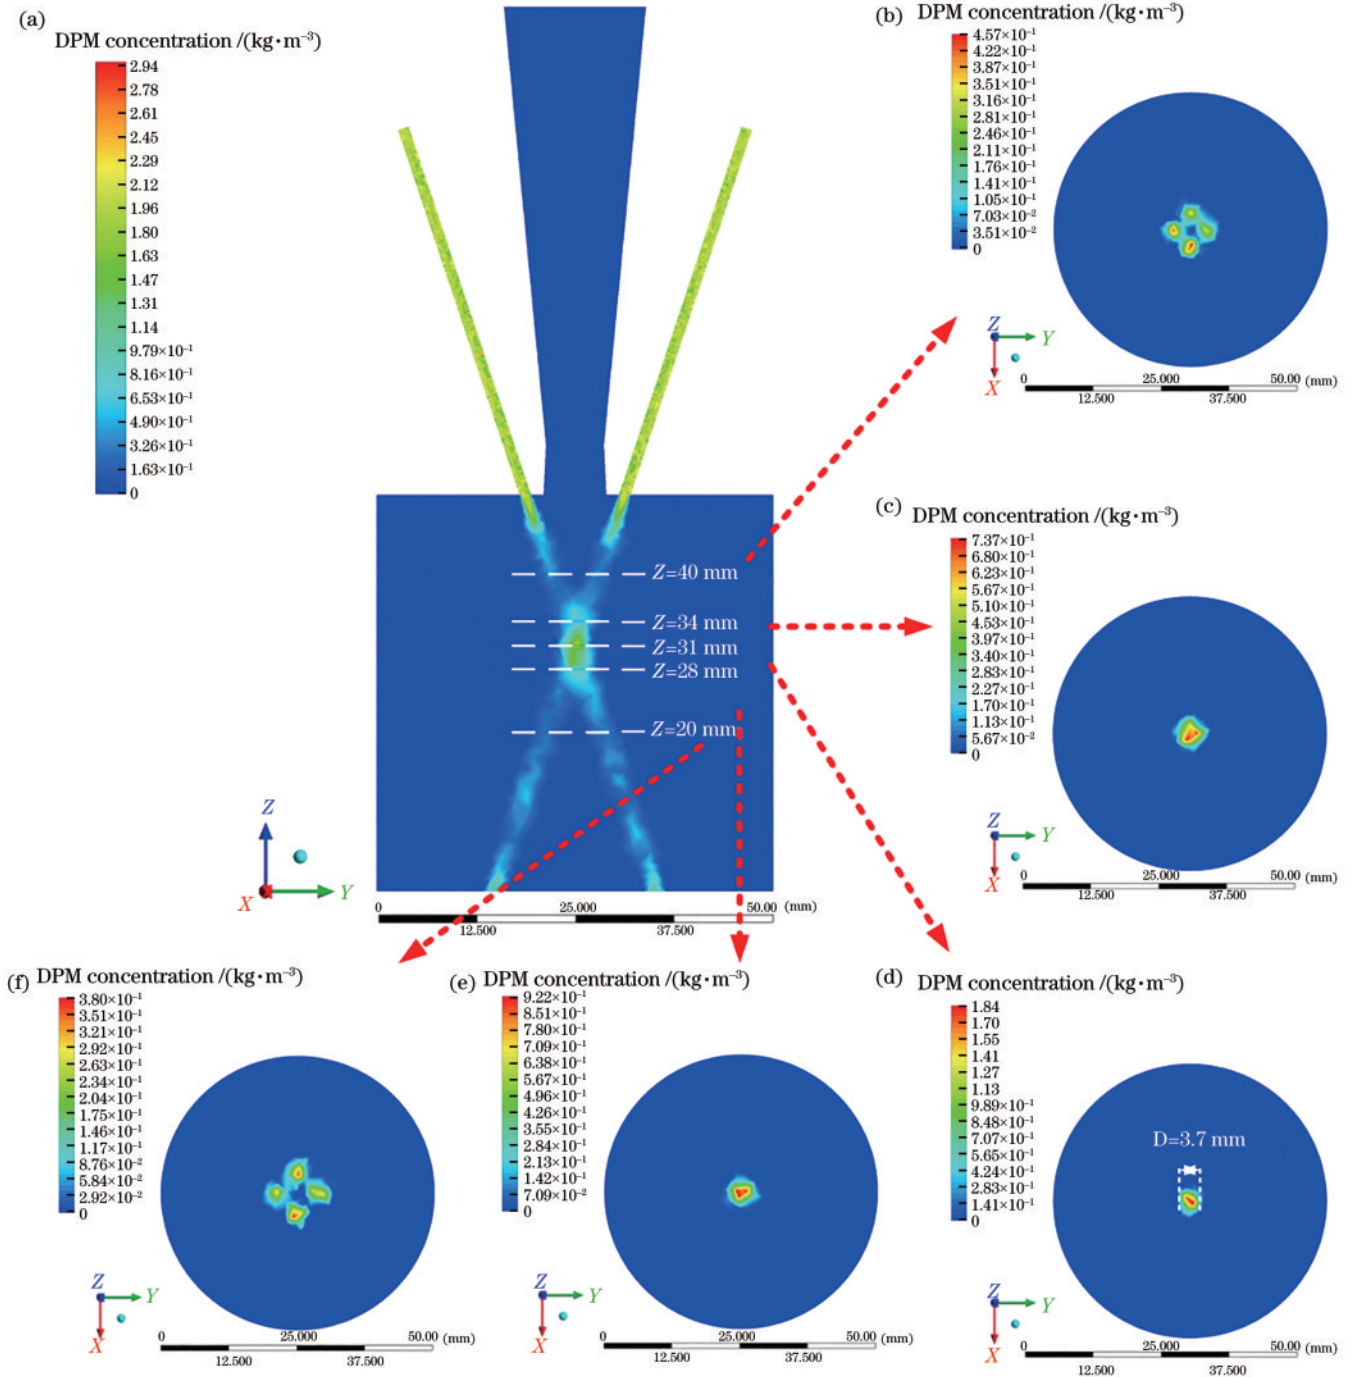 (a)
DPM concentration /(kg·m⁻³)
2.94
2.78
2.61
2.45
2.29
2.12
1.96
1.80
1.63
1.47
1.31
1.14
9.79×10⁻¹
8.16×10⁻¹
6.53×10⁻¹
4.90×10⁻¹
3.26×10⁻¹
1.63×10⁻¹
0
Z=40 mm
Z=34 mm
Z=31 mm
Z=28 mm
Z=20 mm
Z
X
Y
0 25.000 50.00 (mm)
12.500 37.500
(b)
DPM concentration /(kg·m⁻³)
4.57×10⁻¹
4.22×10⁻¹
3.87×10⁻¹
3.51×10⁻¹
3.16×10⁻¹
2.81×10⁻¹
2.46×10⁻¹
2.11×10⁻¹
1.76×10⁻¹
1.41×10⁻¹
1.05×10⁻¹
7.03×10⁻²
3.51×10⁻²
0
Z
Y
X
0 25.000 50.00 (mm)
12.500 37.500
(c)
DPM concentration /(kg·m⁻³)
7.37×10⁻¹
6.80×10⁻¹
6.23×10⁻¹
5.67×10⁻¹
5.10×10⁻¹
4.53×10⁻¹
3.97×10⁻¹
3.40×10⁻¹
2.83×10⁻¹
2.27×10⁻¹
1.70×10⁻¹
1.13×10⁻¹
5.67×10⁻²
0
Z
Y
X
0 25.000 50.00 (mm)
12.500 37.500
(d)
DPM concentration /(kg·m⁻³)
1.84
1.70
1.55
1.41
1.27
1.13
9.89×10⁻¹
8.48×10⁻¹
7.07×10⁻¹
5.65×10⁻¹
4.24×10⁻¹
2.83×10⁻¹
1.41×10⁻¹
0
D=3.7 mm
Z
Y
X
0 25.000 50.00 (mm)
12.500 37.500
(e)
DPM concentration /(kg·m⁻³)
9.22×10⁻¹
8.51×10⁻¹
7.80×10⁻¹
7.09×10⁻¹
6.38×10⁻¹
5.67×10⁻¹
4.96×10⁻¹
4.26×10⁻¹
3.55×10⁻¹
2.84×10⁻¹
2.13×10⁻¹
1.42×10⁻¹
7.09×10⁻²
0
Z
Y
X
0 25.000 50.00 (mm)
12.500 37.500
(f)
DPM concentration /(kg·m⁻³)
3.80×10⁻¹
3.51×10⁻¹
3.21×10⁻¹
2.92×10⁻¹
2.63×10⁻¹
2.34×10⁻¹
2.04×10⁻¹
1.75×10⁻¹
1.46×10⁻¹
1.17×10⁻¹
8.76×10⁻²
5.84×10⁻²
2.92×10⁻²
0
Z
Y
X
0 25.000 50.00 (mm)
12.500 37.500